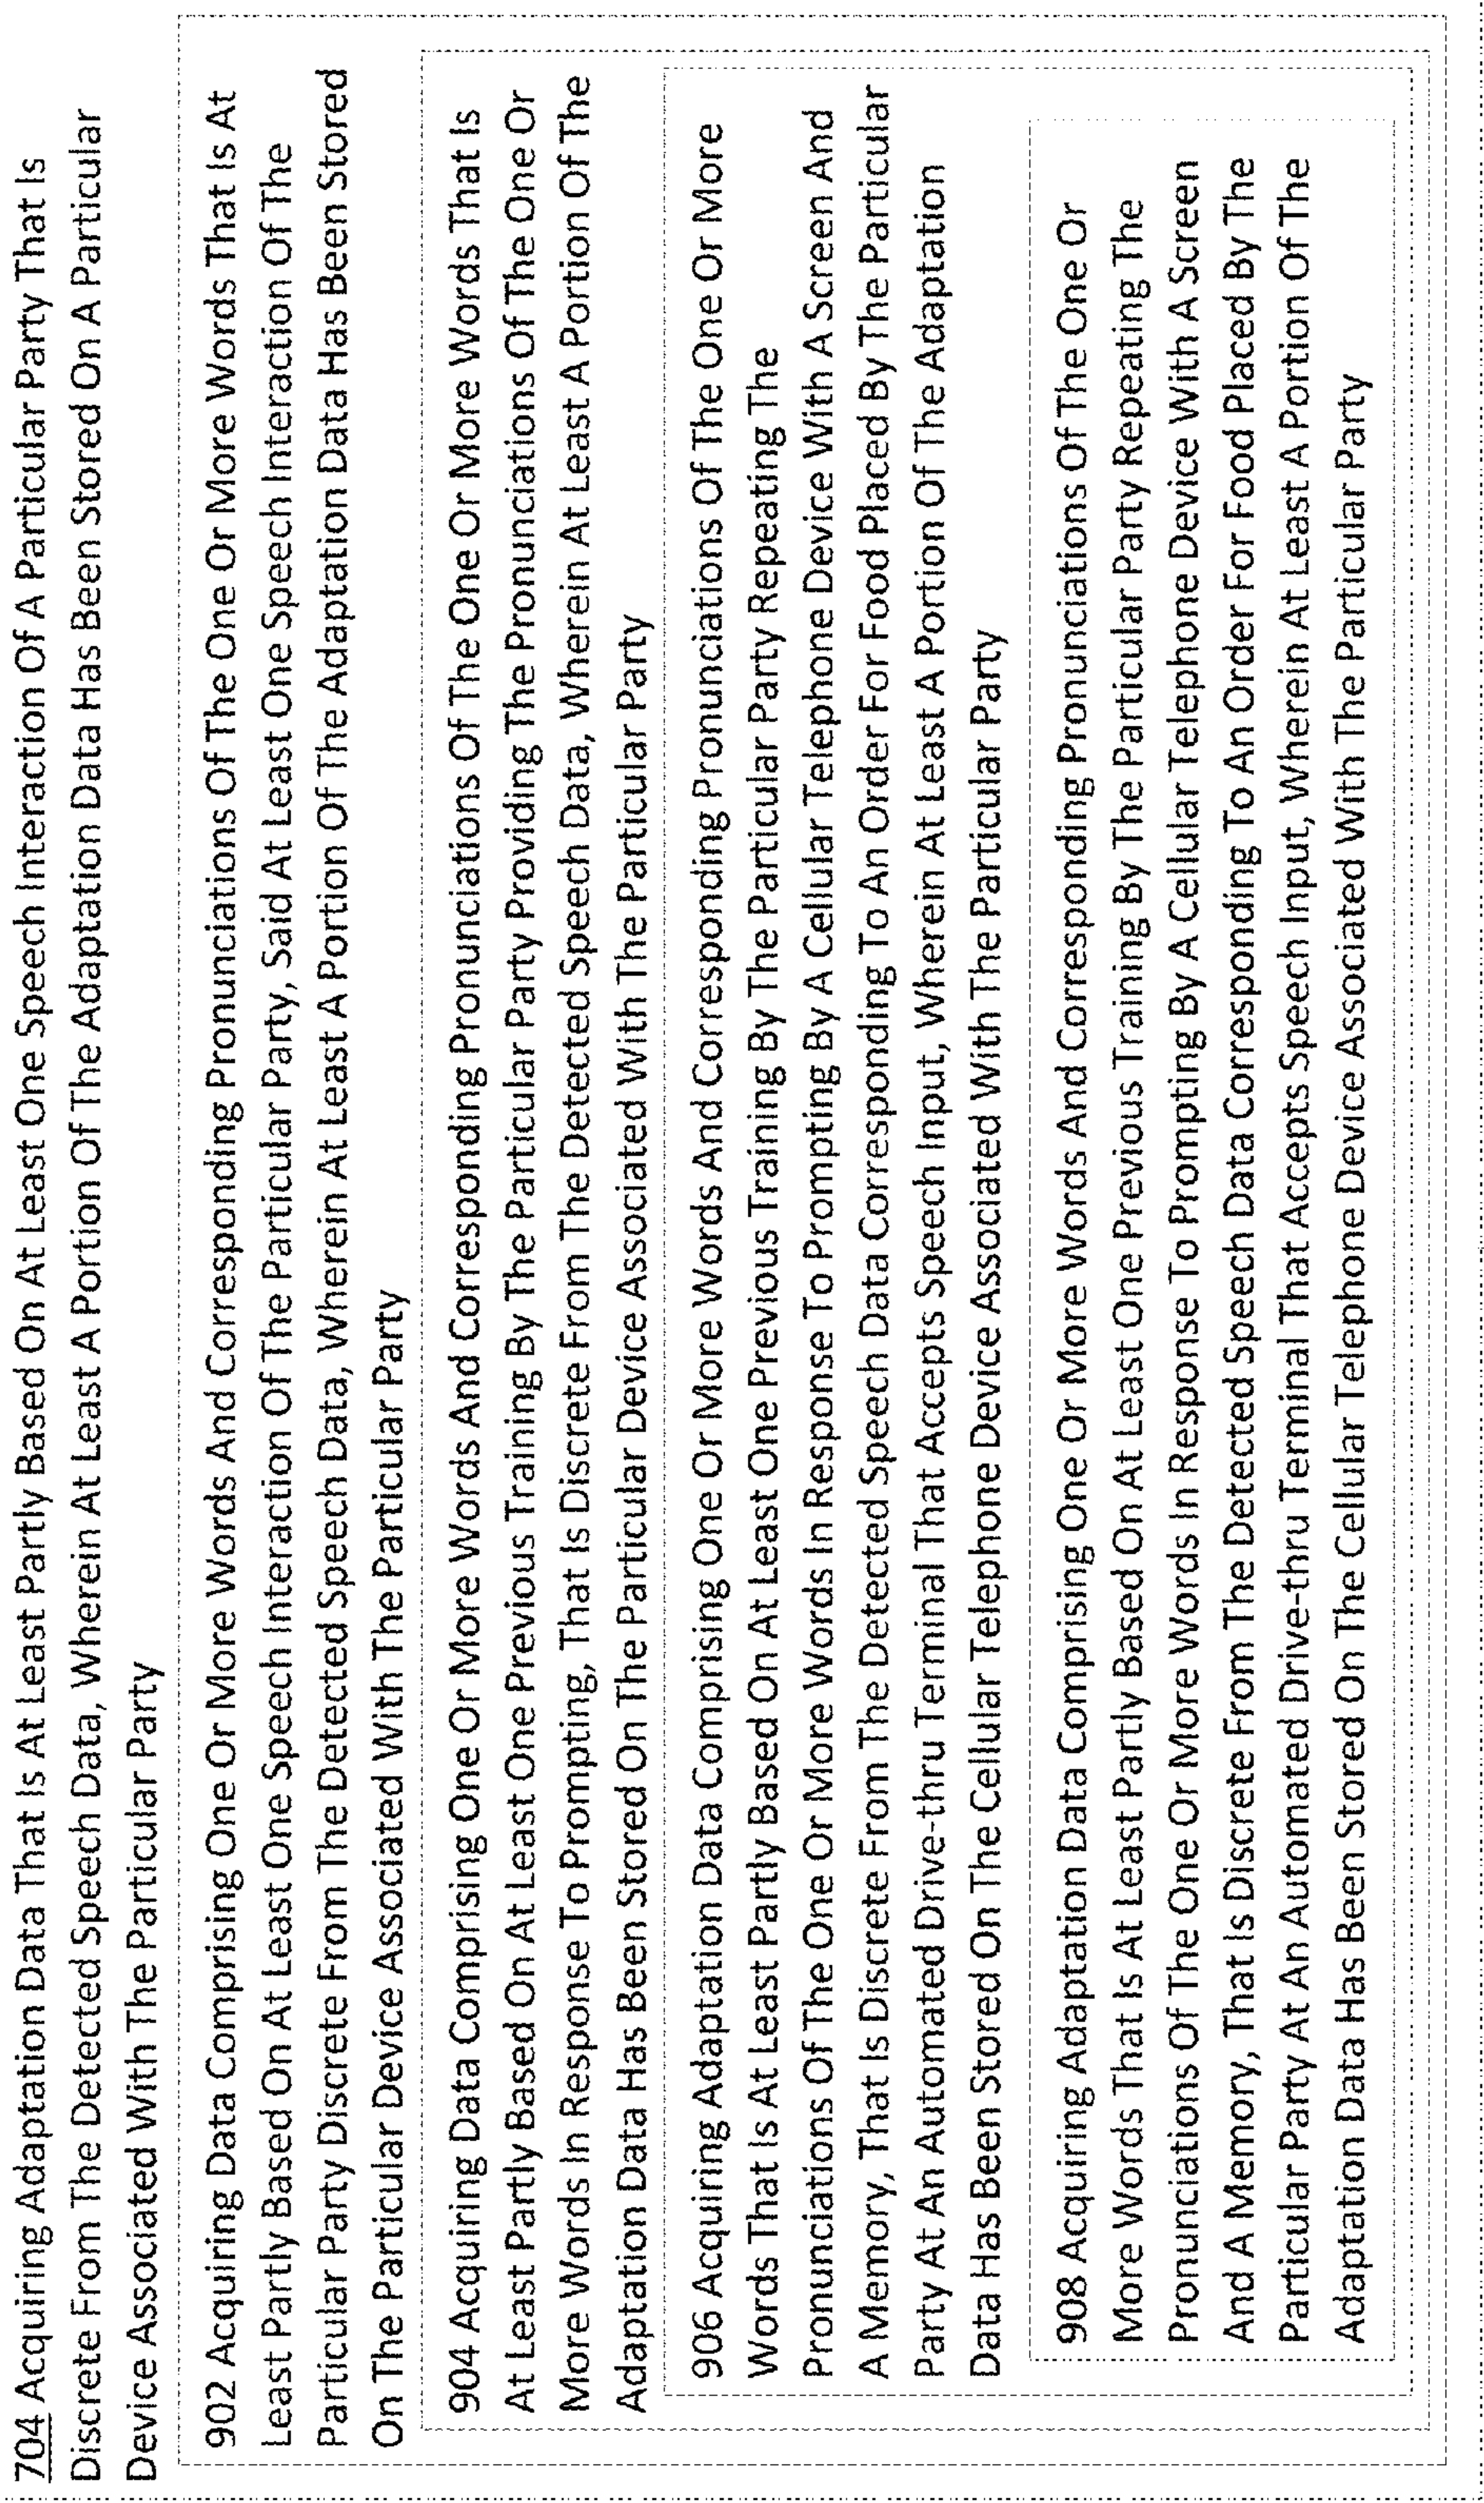 704 Acquiring Adaptation Data That Is At Least Partly Based On At Least One Speech Interaction Of A Particular Party That Is
Discrete From The Detected Speech Data, Wherein At Least A Portion Of The Adaptation Data Has Been Stored On A Particular
Device Associated With The Particular Party
902 Acquiring Data Comprising One Or More Words And Corresponding Pronunciations Of The One Or More Words That Is At
Least Partly Based On At Least One Speech Interaction Of The Particular Party, Said At Least One Speech Interaction Of The
Particular Party Discrete From The Detected Speech Data, Wherein At Least A Portion Of The Adaptation Data Has Been Stored
On The Particular Device Associated With The Particular Party
904 Acquiring Data Comprising One Or More Words And Corresponding Pronunciations Of The One Or More Words That Is
At Least Partly Based On At Least One Previous Training By The Particular Party Providing The Pronunciations Of The One Or
More Words In Response To Prompting, That Is Discrete From The Detected Speech Data, Wherein At Least A Portion Of The
Adaptation Data Has Been Stored On The Particular Device Associated With The Particular Party
906 Acquiring Adaptation Data Comprising One Or More Words And Corresponding Pronunciations Of The One Or More
Words That Is At Least Partly Based On At Least One Previous Training By The Particular Party Repeating The
Pronunciations Of The One Or More Words In Response To Prompting By A Cellular Telephone Device With A Screen And
A Memory, That Is Discrete From The Detected Speech Data Corresponding To An Order For Food Placed By The Particular
Party At An Automated Drive-thru Terminal That Accepts Speech Input, Wherein At Least A Portion Of The Adaptation
Data Has Been Stored On The Cellular Telephone Device Associated With The Particular Party
908 Acquiring Adaptation Data Comprising One Or More Words And Corresponding Pronunciations Of The One Or
More Words That Is At Least Partly Based On At Least One Previous Training By The Particular Party Repeating The
Pronunciations Of The One Or More Words In Response To Prompting By A Cellular Telephone Device With A Screen
And A Memory, That Is Discrete From The Detected Speech Data Corresponding To An Order For Food Placed By The
Particular Party At An Automated Drive-thru Terminal That Accepts Speech Input, Wherein At Least A Portion Of The
Adaptation Data Has Been Stored On The Cellular Telephone Device Associated With The Particular Party